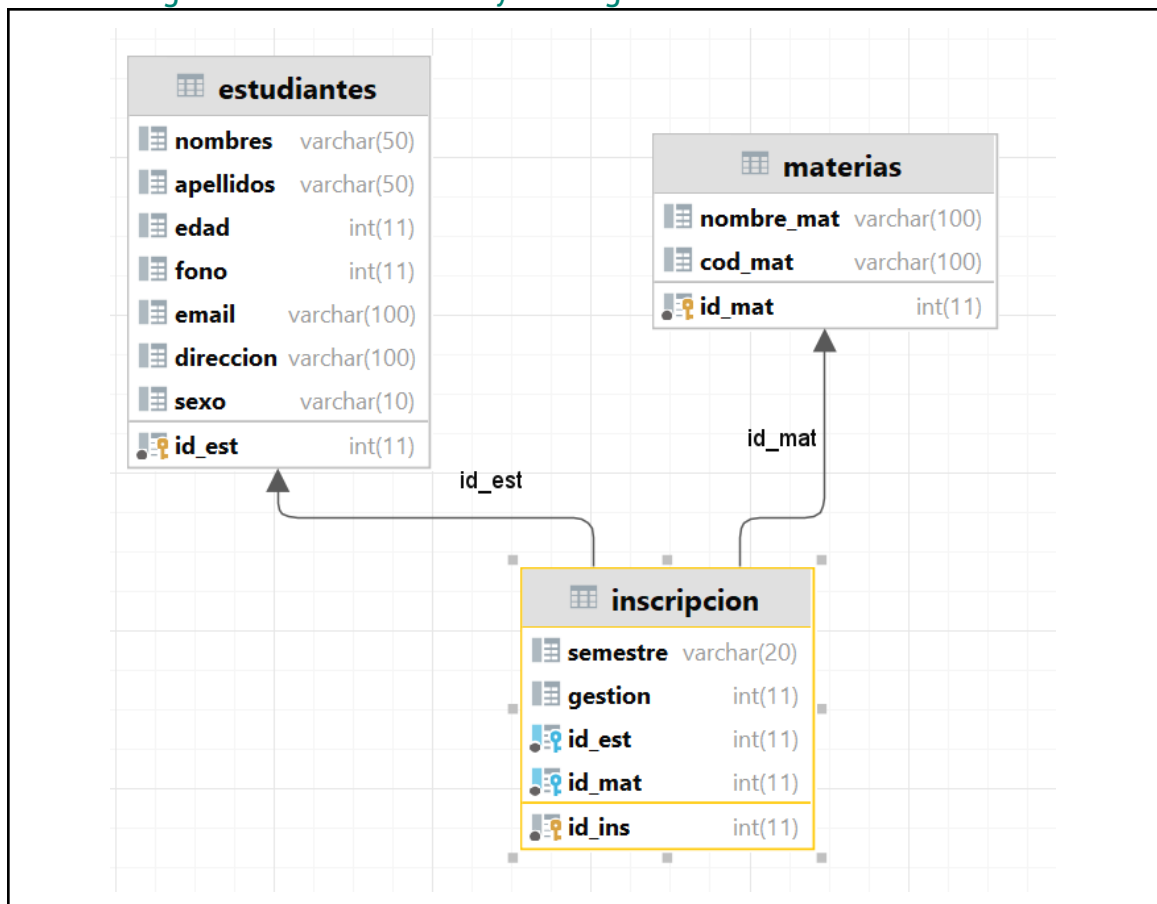 estudiantes
nombres varchar(50)
apellidos varchar(50)
edad int(11)
fono int(11)
email varchar(100)
direccion varchar(100)
sexo varchar(10)
id_est int(11)
materias
nombre_mat varchar(100)
cod_mat varchar(100)
id_mat int(11)
id_est
id_mat
inscripcion
semestre varchar(20)
gestion int(11)
id_est int(11)
id_mat int(11)
id_ins int(11)